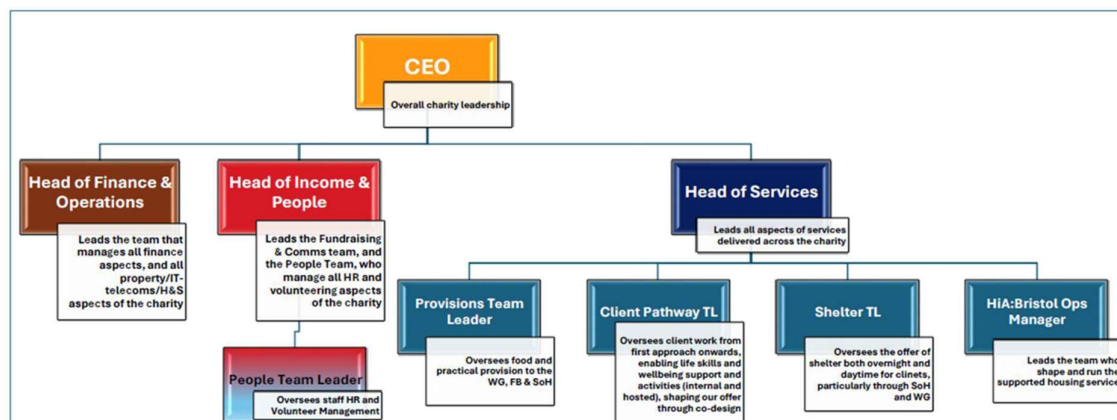 CEO
Overall charity leadership
Head of Finance &
Operations
Leads the team that
manages all finance
aspects, and all
property/IT-
telecoms/H&S
aspects of the charity
Head of Income &
People
Leads the Fundraising
& Comms team, and
the People Team, who
manage all HR and
volunteering aspects
of the charity
Head of Services
Leads all aspects of services
delivered across the charity
People Team Leader
Oversees staff HR and
Volunteer Management
Provisions Team
Leader
Oversees food and
practical provision to the
WG, FB & SoH
Client Pathway TL
Oversees client work from
first approach onwards,
enabling life skills and
wellbeing support and
activities (internal and
hosted), shaping our offer
through co-design
Shelter TL
Oversees the offer of
shelter both overnight and
daytime for clinets,
particularly through SoH
and WG
HiA:Bristol Ops
Manager
Leads the team who
shape and run the
supported housing service